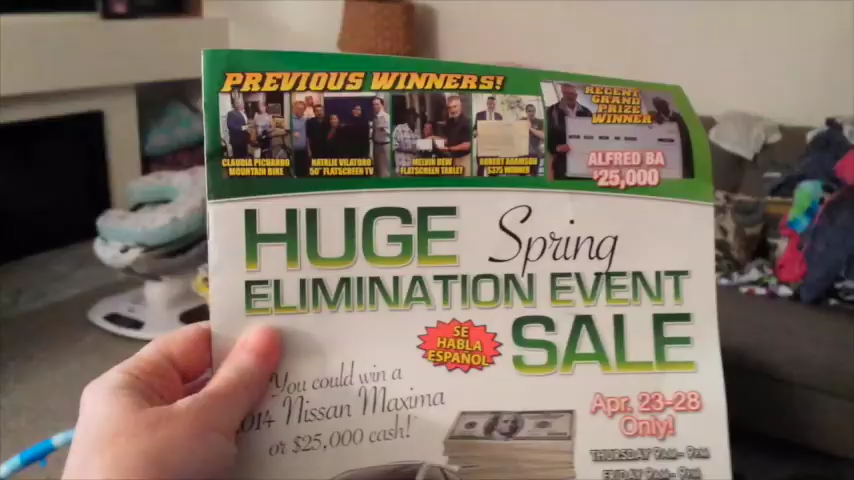 PREVIOUS WINNERS!
RECENT
GRAND
PRIZE
WINNER
CLAUDIA PICHARDO
MOUNTAIN BIKE
NATALIE VILATORO
50" FLATSCREEN TV
MELVIN DEW
FLATSCREEN TABLET
ROBERT ADAMSON
$375 WINNER
ALFRED BA
$25,000
HUGE Spring
ELIMINATION EVENT
SALE
SE
HABLA
ESPAÑOL
You could win a
2014 Nissan Maxima
or $25,000 cash!*
Apr. 23-28
Only!
THURSDAY 9AM- 9PM
FRIDAY 9AM- 9PM